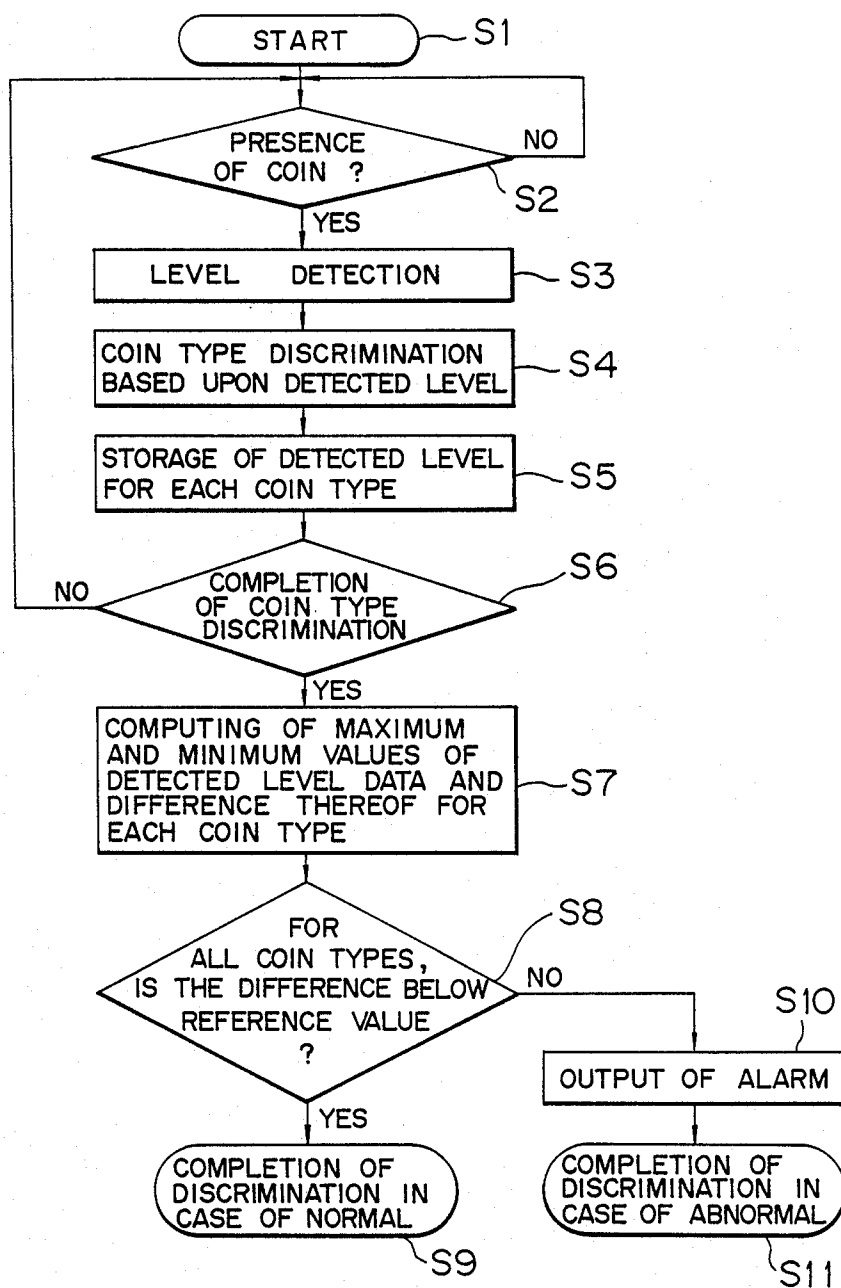 START
S1
PRESENCE
OF COIN ?
NO
S2
YES
LEVEL DETECTION
S3
COIN TYPE DISCRIMINATION
BASED UPON DETECTED LEVEL
S4
STORAGE OF DETECTED LEVEL
FOR EACH COIN TYPE
S5
COMPLETION
OF COIN TYPE
DISCRIMINATION
S6
NO
YES
COMPUTING OF MAXIMUM
AND MINIMUM VALUES OF
DETECTED LEVEL DATA AND
DIFFERENCE THEREOF FOR
EACH COIN TYPE
S7
FOR
ALL COIN TYPES,
IS THE DIFFERENCE BELOW
REFERENCE VALUE
?
S8
NO
YES
S10
OUTPUT OF ALARM
COMPLETION OF
DISCRIMINATION IN
CASE OF NORMAL
S9
COMPLETION OF
DISCRIMINATION IN
CASE OF ABNORMAL
S11